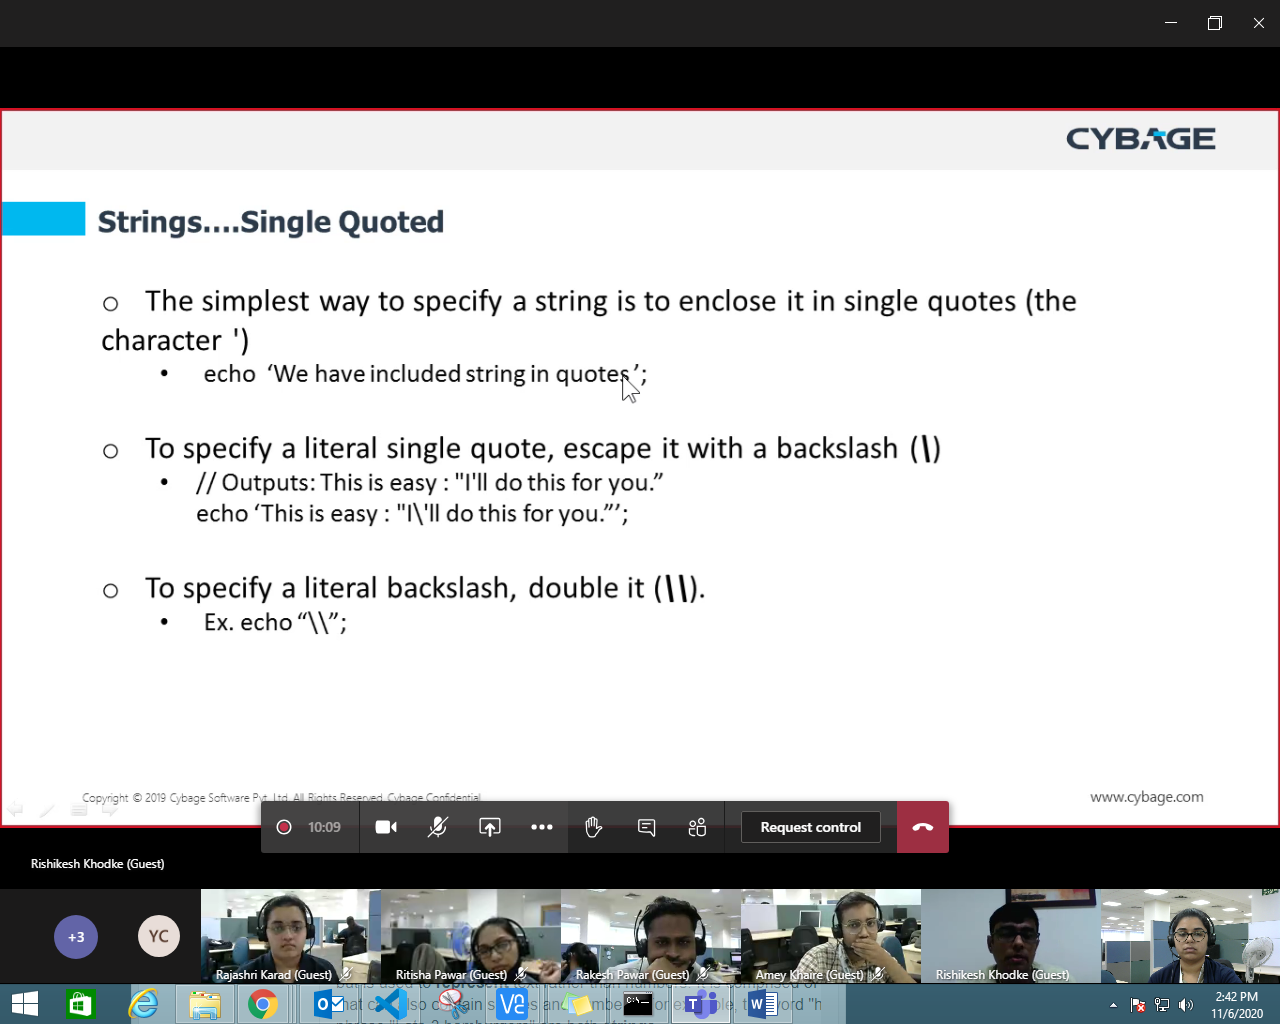 CYBAGE
Strings....Single Quoted
o The simplest way to specify a string is to enclose it in single quotes (the
character ')
• echo ‘We have included string in quotes ’;
o To specify a literal single quote, escape it with a backslash (\)
• // Outputs: This is easy : "I'll do this for you.”
echo ‘This is easy : "I\'ll do this for you.”’;
o To specify a literal backslash, double it (\\).
• Ex. echo “\\”;
Copyright © 2019 Cybage Software Pvt. Ltd. All Rights Reserved. Cybage Confidential.
www.cybage.com
10:09
Request control
Rishikesh Khodke (Guest)
+3
YC
Rajashri Karad (Guest)
Ritisha Pawar (Guest)
Rakesh Pawar (Guest)
Amey Khaire (Guest)
Rishikesh Khodke (Guest)
2:42 PM
11/6/2020